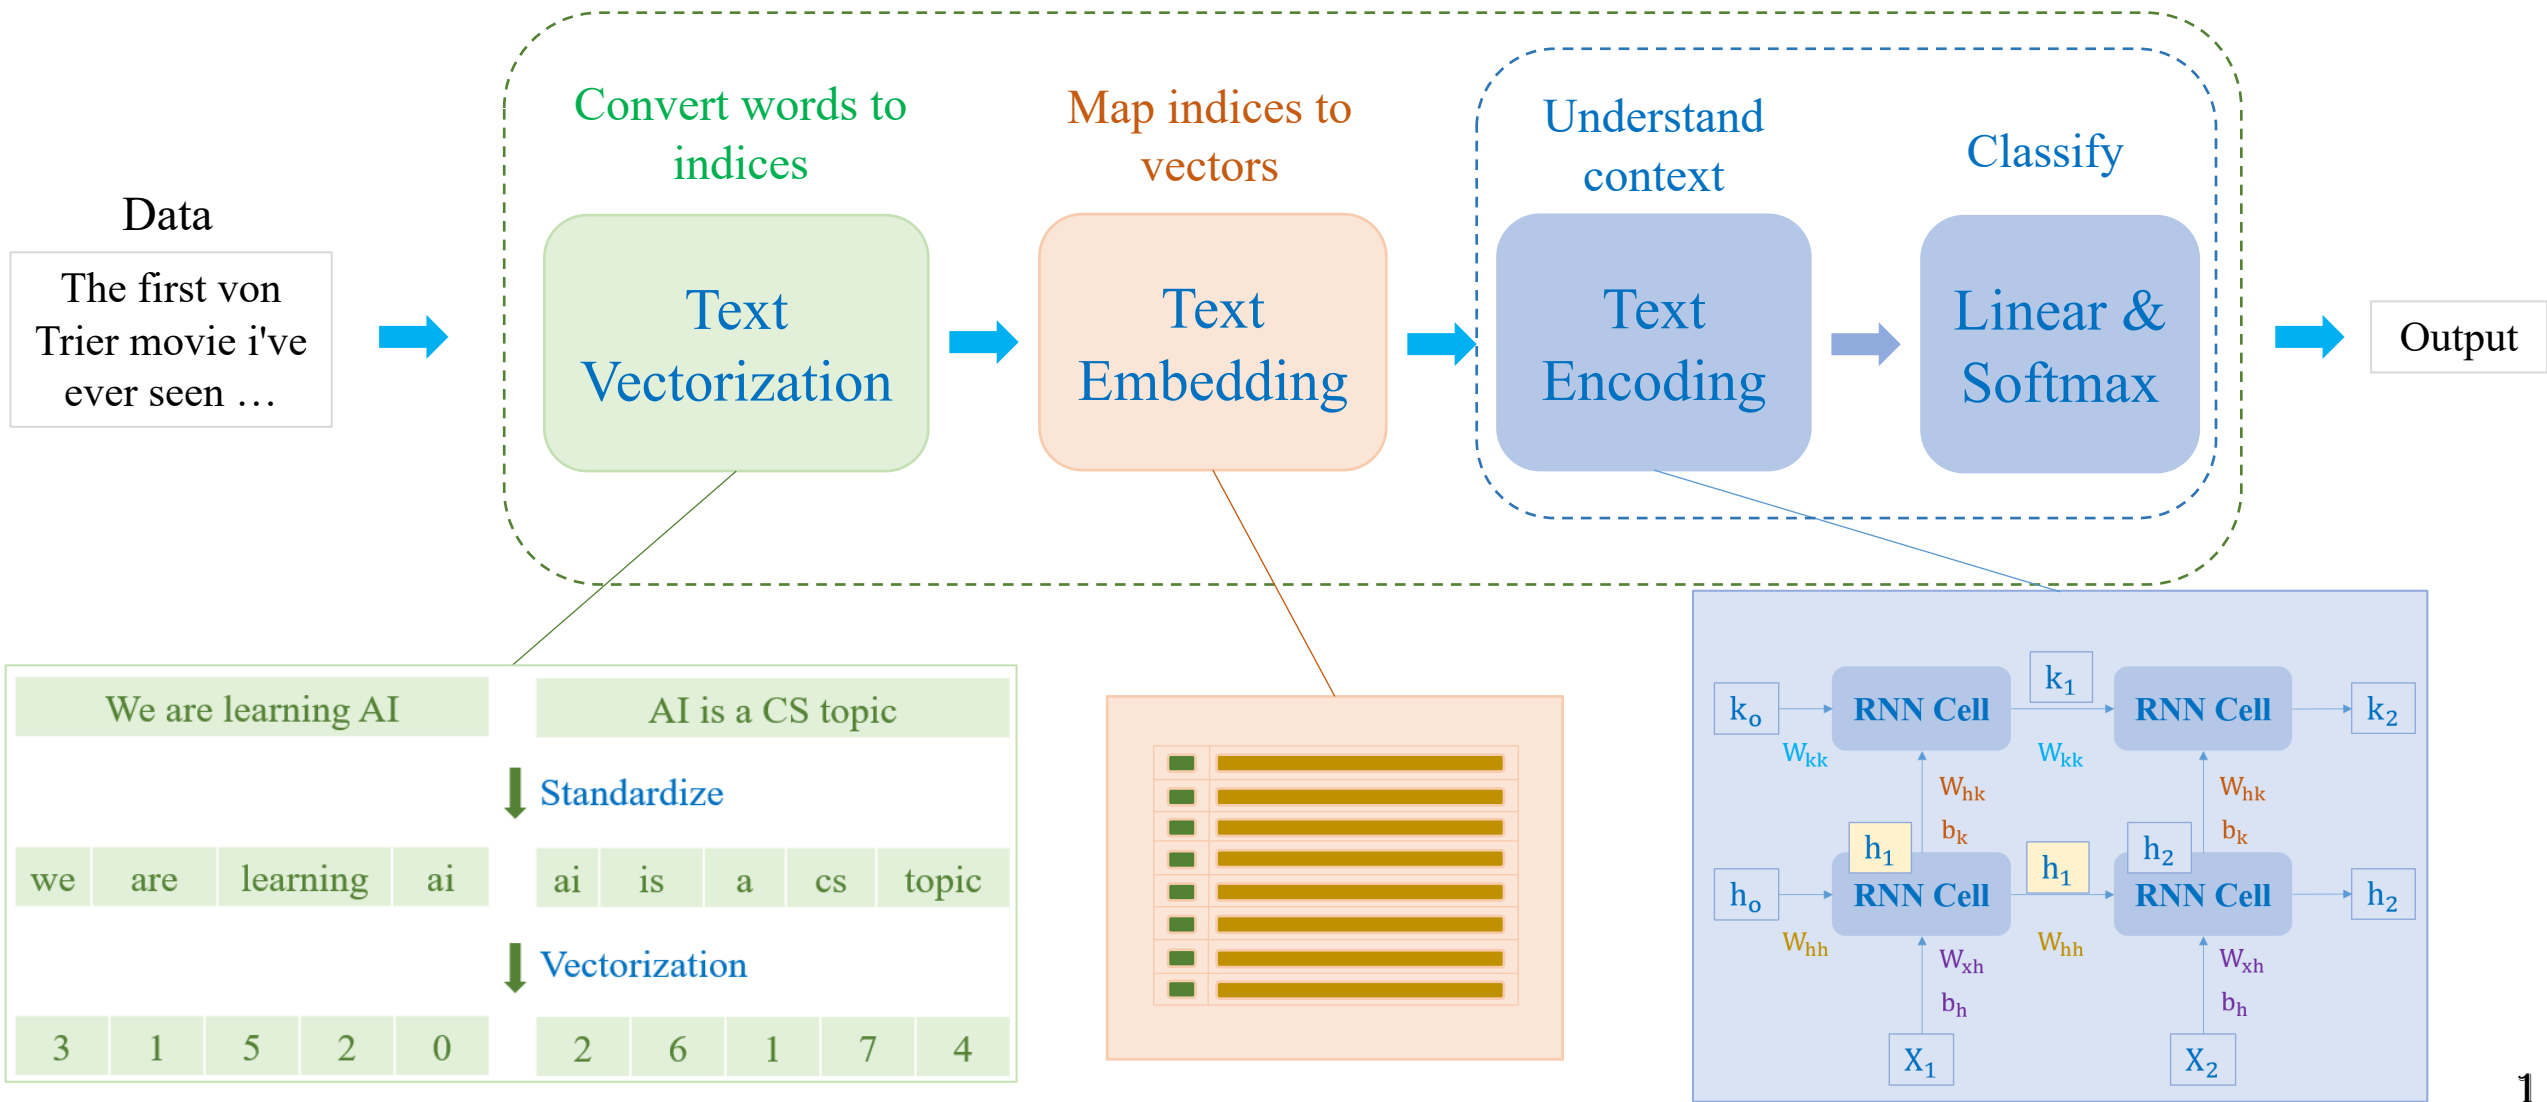 Convert words to
indices
Map indices to
vectors
Understand
context
Classify
Data
The first von
Trier movie i've
ever seen …
Text
Vectorization
Text
Embedding
Text
Encoding
Linear &
Softmax
Output
We are learning AI
AI is a CS topic
Standardize
we are learning ai
ai is a cs topic
Vectorization
3 1 5 2 0
2 6 1 7 4
k₁
kₒ RNN Cell RNN Cell k₂
Wkk Wkk
Whk Whk
bk bk
h₁ h₁ h₂
hₒ RNN Cell RNN Cell h₂
Whh Whh
Wxh Wxh
bh bh
X₁ X₂
1